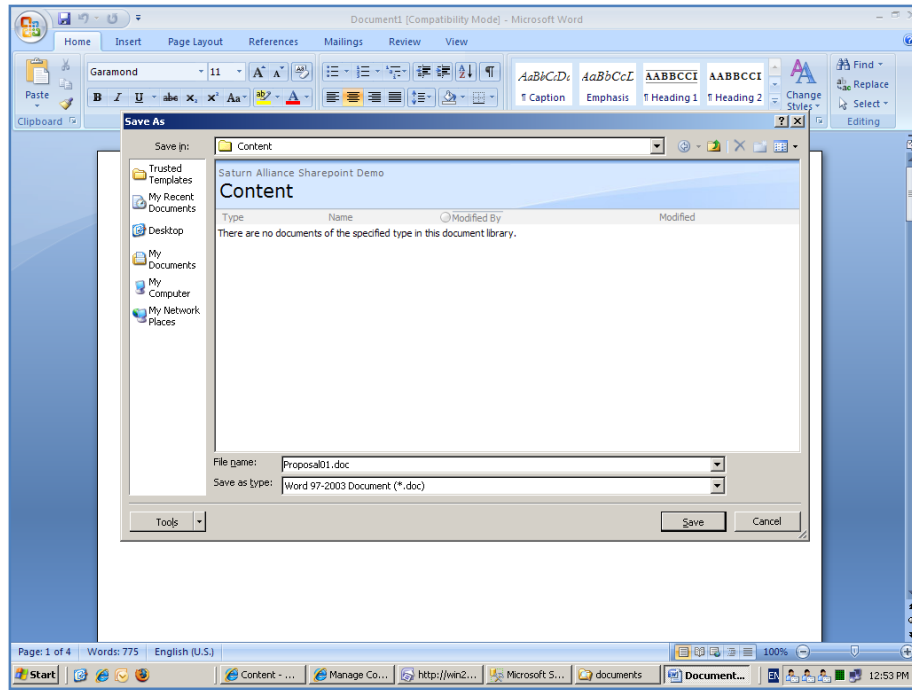 Document1 [Compatibility Mode] - Microsoft Word
Home Insert Page Layout References Mailings Review View
Paste
Garamond 11 A A
B I U abe x, x² Aa ab A
AaBbCcDc AaBbCcL AABBCCI AABBCCI
¶ Caption Emphasis ¶ Heading 1 ¶ Heading 2
Change
Styles
Find
Replace
Select
Clipboard
Editing
Save As
Save in: Content
Trusted
Templates
My Recent
Documents
Desktop
My
Documents
My
Computer
My Network
Places
Saturn Alliance Sharepoint Demo
Content
Type Name Modified By Modified
There are no documents of the specified type in this document library.
File name: Proposal01.doc
Save as type: Word 97-2003 Document (*.doc)
Tools Save Cancel
Page: 1 of 4 Words: 775 English (U.S.) 100%
Start Content - ... Manage Co... http://win2... Microsoft S... documents Document... EN 12:53 PM